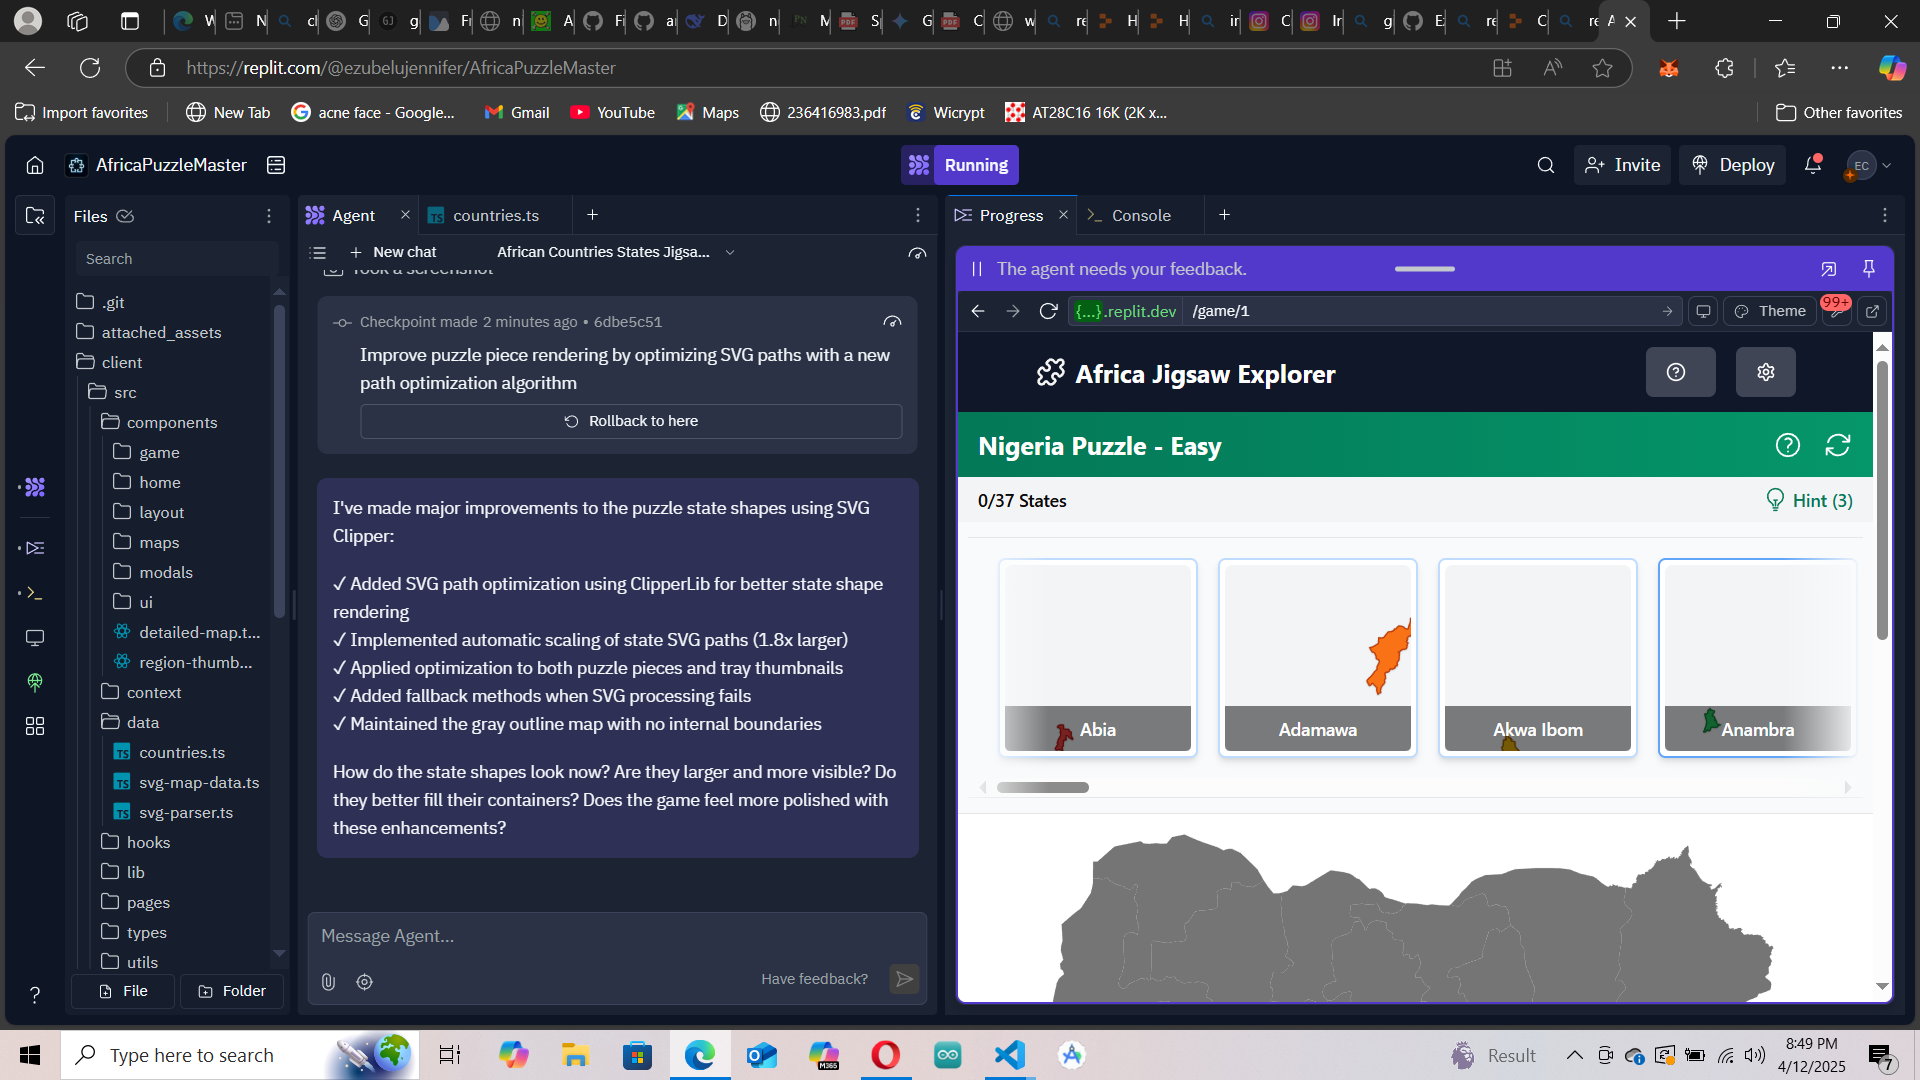 https://replit.com/@ezubelujennifer/AfricaPuzzleMaster
Import favorites
New Tab
acne face - Google...
Gmail
YouTube
Maps
236416983.pdf
Wicrypt
AT28C16 16K (2K x...
Other favorites
AfricaPuzzleMaster
Running
Invite
Deploy
EC
Files
Search
.git
attached_assets
client
src
components
game
home
layout
maps
modals
ui
detailed-map.t...
region-thumb...
context
data
countries.ts
svg-map-data.ts
svg-parser.ts
hooks
lib
pages
types
utils
File
Folder
Agent
countries.ts
New chat
African Countries States Jigsa...
Took a screenshot
Checkpoint made 2 minutes ago • 6dbe5c51
Improve puzzle piece rendering by optimizing SVG paths with a new
path optimization algorithm
Rollback to here
I've made major improvements to the puzzle state shapes using SVG
Clipper:
✓ Added SVG path optimization using ClipperLib for better state shape
rendering
✓ Implemented automatic scaling of state SVG paths (1.8x larger)
✓ Applied optimization to both puzzle pieces and tray thumbnails
✓ Added fallback methods when SVG processing fails
✓ Maintained the gray outline map with no internal boundaries
How do the state shapes look now? Are they larger and more visible? Do
they better fill their containers? Does the game feel more polished with
these enhancements?
Message Agent...
Have feedback?
Progress
Console
The agent needs your feedback.
{...}.replit.dev
/game/1
Theme
99+
Africa Jigsaw Explorer
Nigeria Puzzle - Easy
0/37 States
Hint (3)
Abia
Adamawa
Akwa Ibom
Anambra
Type here to search
M365
Result
8:49 PM
4/12/2025
7